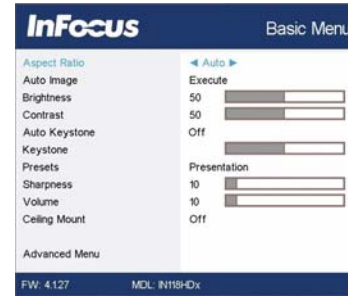 InFocus Basic Menu
Aspect Ratio ◄ Auto ►
Auto Image Execute
Brightness 50
Contrast 50
Auto Keystone Off
Keystone
Presets Presentation
Sharpness 10
Volume 10
Ceiling Mount Off
Advanced Menu
FW: 4.127 MDL: IN118HDx